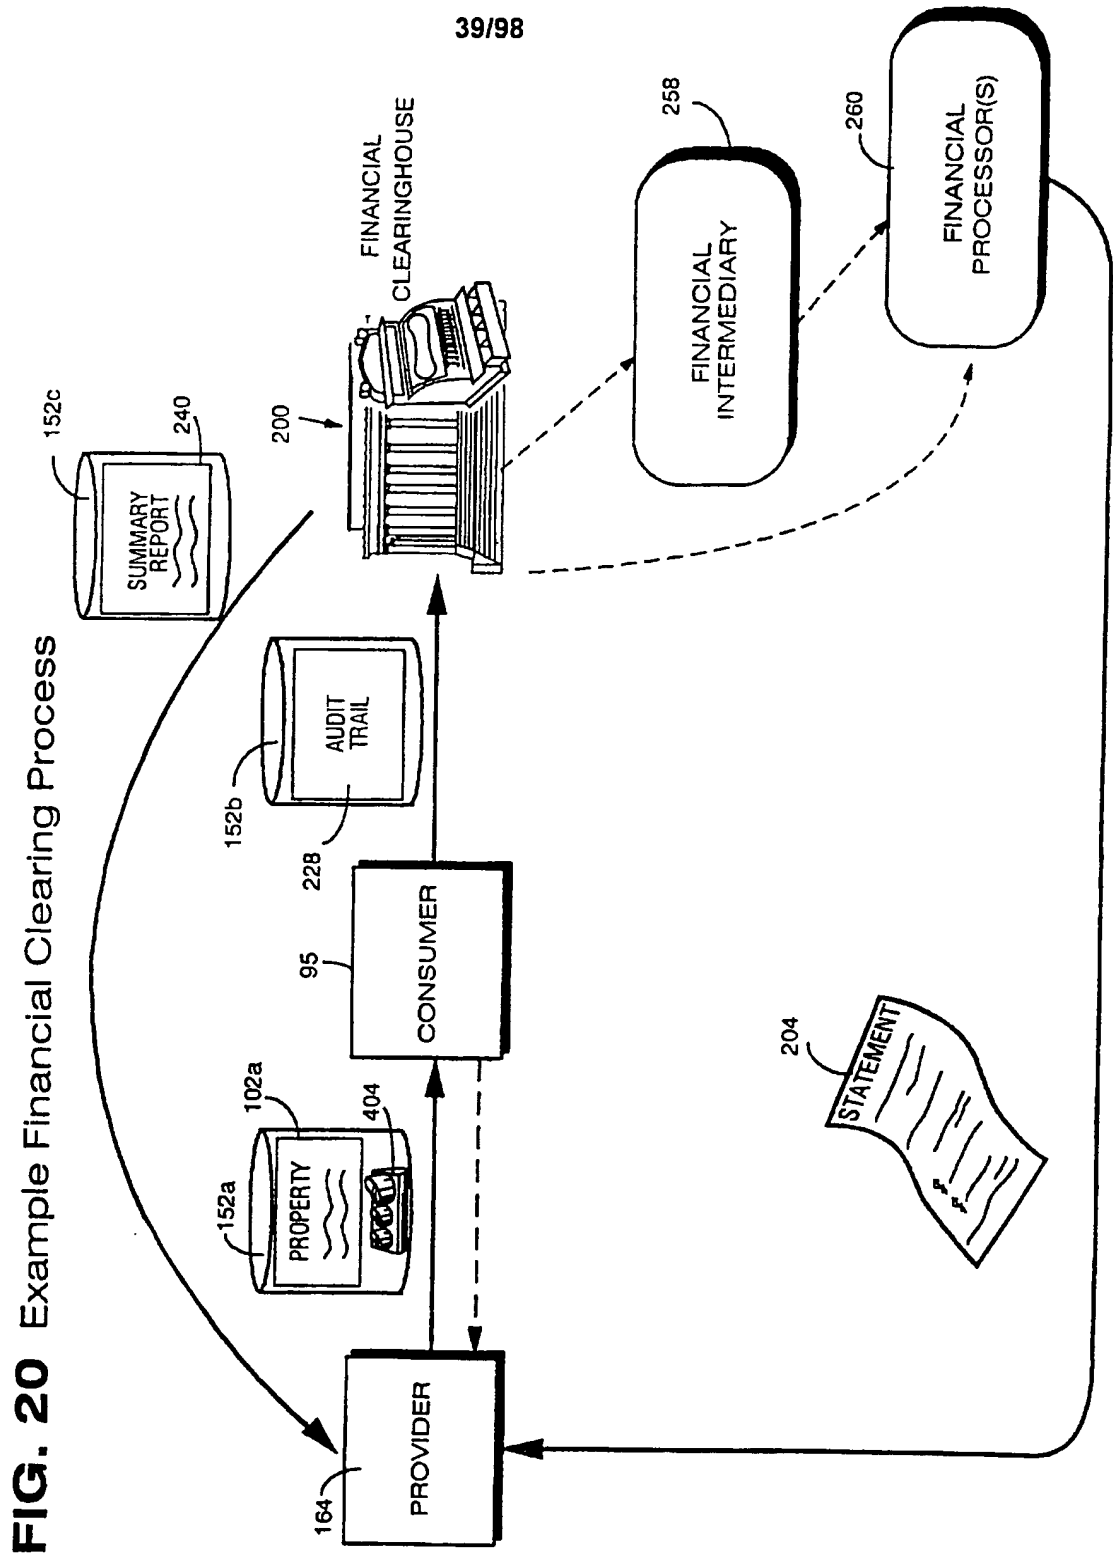 39/98
FIG. 20 Example Financial Clearing Process
152c
SUMMARY
REPORT
240
152b
AUDIT
TRAIL
228
200
FINANCIAL
CLEARINGHOUSE
152a
PROPERTY
102a
404
164
PROVIDER
95
CONSUMER
258
FINANCIAL
INTERMEDIARY
260
FINANCIAL
PROCESSOR(S)
204
STATEMENT